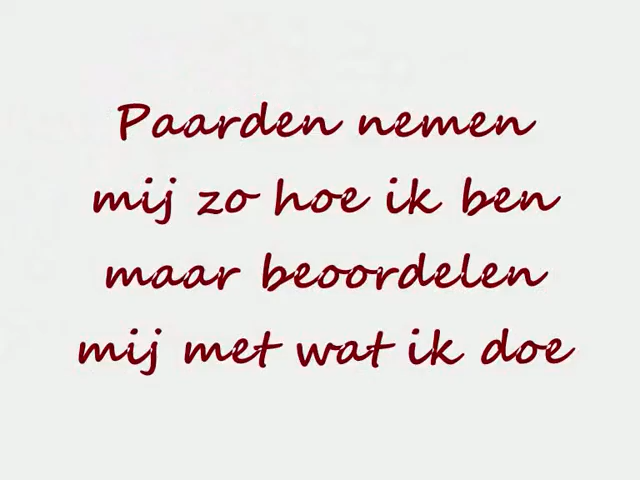 Paarden nemen
mij zo hoe ik ben
maar beoordelen
mij met wat ik doe